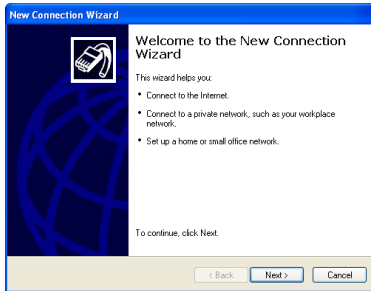 New Connection Wizard
Welcome to the New Connection
Wizard
This wizard helps you:
• Connect to the Internet.
• Connect to a private network, such as your workplace
network.
• Set up a home or small office network.
To continue, click Next.
< Back
Next >
Cancel